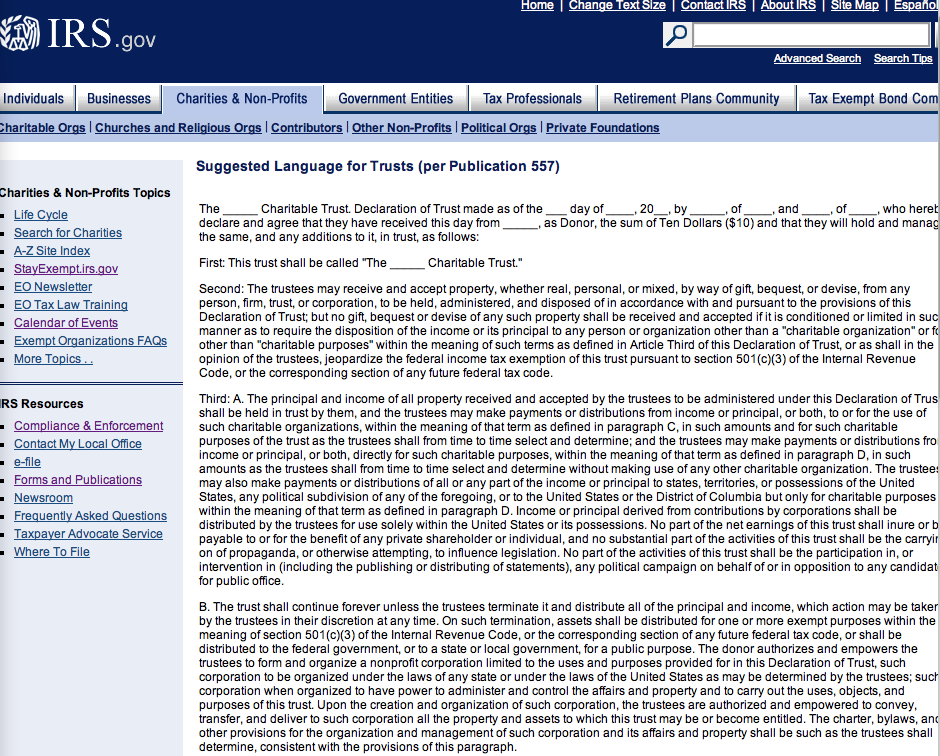 Home | Change Text Size | Contact IRS | About IRS | Site Map | Español
IRS.gov
Advanced Search Search Tips
Individuals Businesses Charities & Non-Profits Government Entities Tax Professionals Retirement Plans Community Tax Exempt Bond Com
Charitable Orgs | Churches and Religious Orgs | Contributors | Other Non-Profits | Political Orgs | Private Foundations
Charities & Non-Profits Topics
Life Cycle
Search for Charities
A-Z Site Index
StayExempt.irs.gov
EO Newsletter
EO Tax Law Training
Calendar of Events
Exempt Organizations FAQs
More Topics . .
IRS Resources
Compliance & Enforcement
Contact My Local Office
e-file
Forms and Publications
Newsroom
Frequently Asked Questions
Taxpayer Advocate Service
Where To File
Suggested Language for Trusts (per Publication 557)
The ______ Charitable Trust. Declaration of Trust made as of the ____ day of _____, 20__, by ______, of _____, and _____, of _____, who hereb
declare and agree that they have received this day from ______, as Donor, the sum of Ten Dollars ($10) and that they will hold and manag
the same, and any additions to it, in trust, as follows:
First: This trust shall be called "The ______ Charitable Trust."
Second: The trustees may receive and accept property, whether real, personal, or mixed, by way of gift, bequest, or devise, from any
person, firm, trust, or corporation, to be held, administered, and disposed of in accordance with and pursuant to the provisions of this
Declaration of Trust; but no gift, bequest or devise of any such property shall be received and accepted if it is conditioned or limited in suc
manner as to require the disposition of the income or its principal to any person or organization other than a "charitable organization" or fo
other than "charitable purposes" within the meaning of such terms as defined in Article Third of this Declaration of Trust, or as shall in the
opinion of the trustees, jeopardize the federal income tax exemption of this trust pursuant to section 501(c)(3) of the Internal Revenue
Code, or the corresponding section of any future federal tax code.
Third: A. The principal and income of all property received and accepted by the trustees to be administered under this Declaration of Trus
shall be held in trust by them, and the trustees may make payments or distributions from income or principal, or both, to or for the use of
such charitable organizations, within the meaning of that term as defined in paragraph C, in such amounts and for such charitable
purposes of the trust as the trustees shall from time to time select and determine; and the trustees may make payments or distributions fro
income or principal, or both, directly for such charitable purposes, within the meaning of that term as defined in paragraph D, in such
amounts as the trustees shall from time to time select and determine without making use of any other charitable organization. The trustees
may also make payments or distributions of all or any part of the income or principal to states, territories, or possessions of the United
States, any political subdivision of any of the foregoing, or to the United States or the District of Columbia but only for charitable purposes
within the meaning of that term as defined in paragraph D. Income or principal derived from contributions by corporations shall be
distributed by the trustees for use solely within the United States or its possessions. No part of the net earnings of this trust shall inure or b
payable to or for the benefit of any private shareholder or individual, and no substantial part of the activities of this trust shall be the carryin
on of propaganda, or otherwise attempting, to influence legislation. No part of the activities of this trust shall be the participation in, or
intervention in (including the publishing or distributing of statements), any political campaign on behalf of or in opposition to any candidat
for public office.
B. The trust shall continue forever unless the trustees terminate it and distribute all of the principal and income, which action may be taken
by the trustees in their discretion at any time. On such termination, assets shall be distributed for one or more exempt purposes within the
meaning of section 501(c)(3) of the Internal Revenue Code, or the corresponding section of any future federal tax code, or shall be
distributed to the federal government, or to a state or local government, for a public purpose. The donor authorizes and empowers the
trustees to form and organize a nonprofit corporation limited to the uses and purposes provided for in this Declaration of Trust, such
corporation to be organized under the laws of any state or under the laws of the United States as may be determined by the trustees; such
corporation when organized to have power to administer and control the affairs and property and to carry out the uses, objects, and
purposes of this trust. Upon the creation and organization of such corporation, the trustees are authorized and empowered to convey,
transfer, and deliver to such corporation all the property and assets to which this trust may be or become entitled. The charter, bylaws, and
other provisions for the organization and management of such corporation and its affairs and property shall be such as the trustees shall
determine, consistent with the provisions of this paragraph.